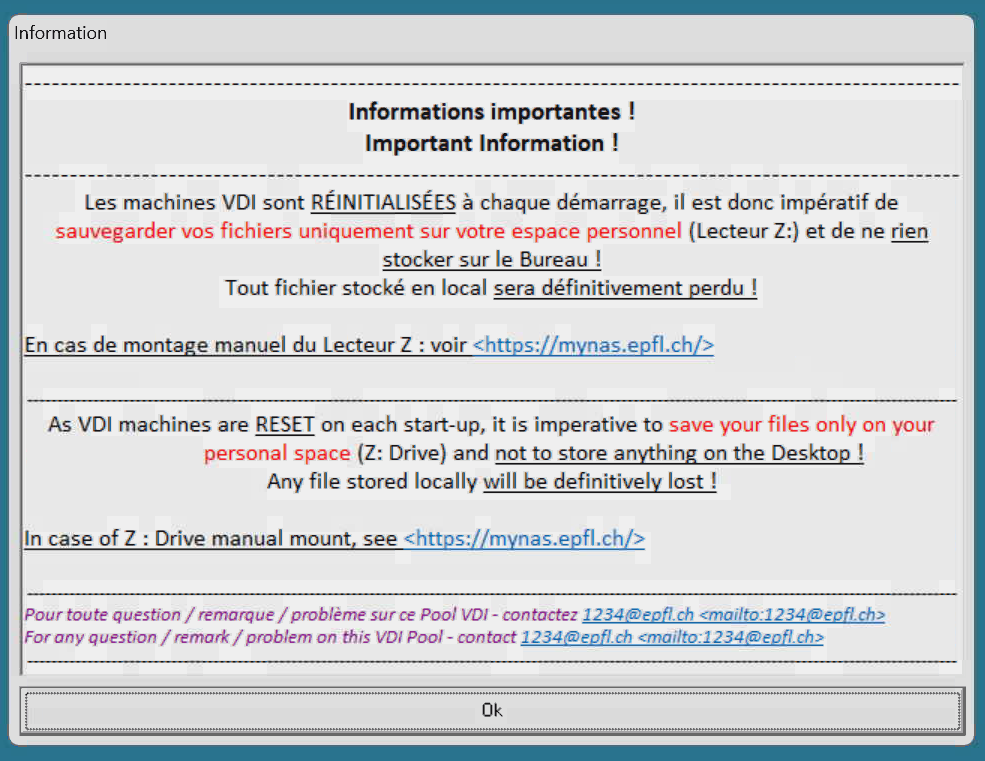 Information
Informations importantes !
Important Information !
Les machines VDI sont RÉINITIALISÉES à chaque démarrage, il est donc impératif de
sauvegarder vos fichiers uniquement sur votre espace personnel (Lecteur Z:) et de ne rien
stocker sur le Bureau !
Tout fichier stocké en local sera définitivement perdu !
En cas de montage manuel du Lecteur Z : voir <https://mynas.epfl.ch/>
As VDI machines are RESET on each start-up, it is imperative to save your files only on your
personal space (Z: Drive) and not to store anything on the Desktop !
Any file stored locally will be definitively lost !
In case of Z : Drive manual mount, see <https://mynas.epfl.ch/>
Pour toute question / remarque / problème sur ce Pool VDI - contactez 1234@epfl.ch <mailto:1234@epfl.ch>
For any question / remark / problem on this VDI Pool - contact 1234@epfl.ch <mailto:1234@epfl.ch>
Ok